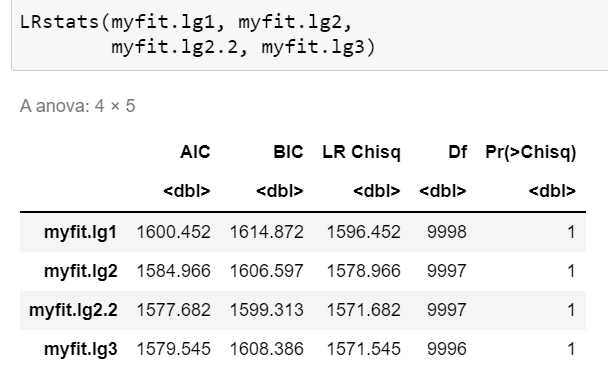 LRstats(myfit.lg1, myfit.lg2,
myfit.lg2.2, myfit.lg3)
A anova: 4 × 5
AIC BIC LR Chisq Df Pr(>Chisq)
<dbl> <dbl> <dbl> <dbl> <dbl>
myfit.lg1 1600.452 1614.872 1596.452 9998 1
myfit.lg2 1584.966 1606.597 1578.966 9997 1
myfit.lg2.2 1577.682 1599.313 1571.682 9997 1
myfit.lg3 1579.545 1608.386 1571.545 9996 1